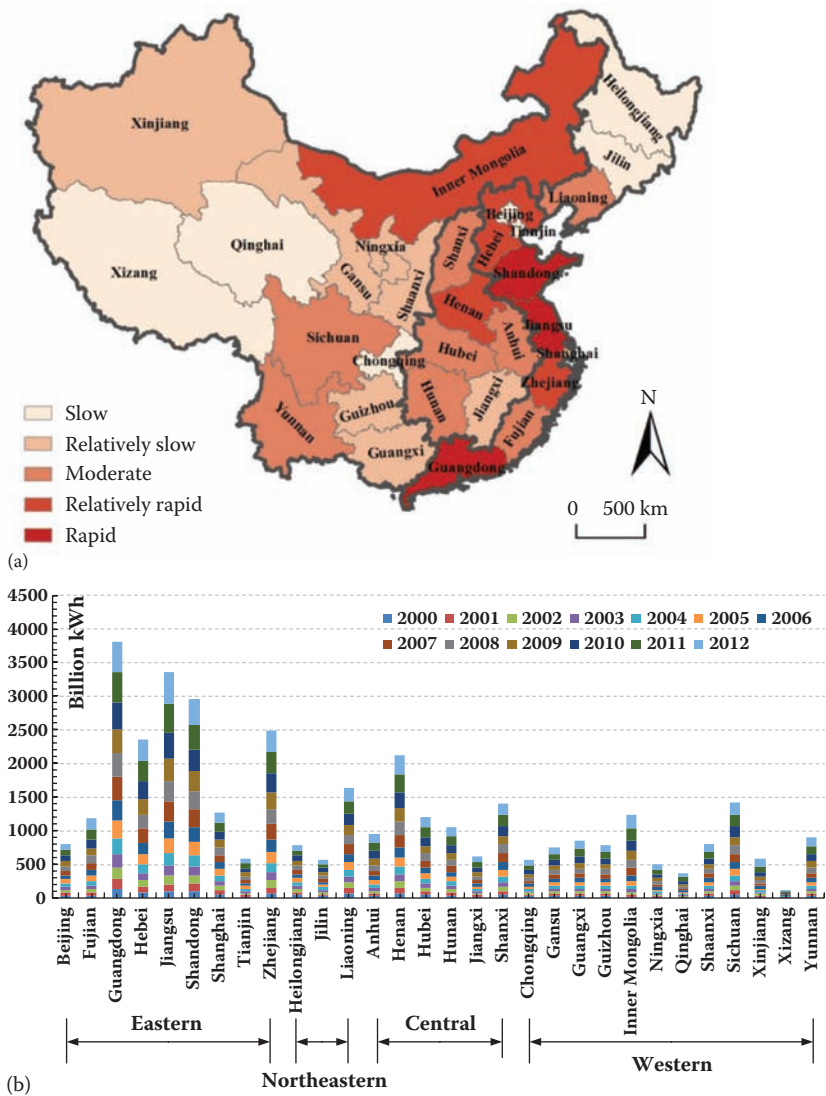 Xinjiang
Heilongjiang
Jilin
Inner Mongolia
Liaoning
Beijing
Tianjin
Qinghai
Ningxia
Shanxi
Hebei
Xizang
Gansu
Shaanxi
Shandong
Henan
Jiangsu
Sichuan
Anhui
Hubei
Shanghai
Chongqing
Zhejiang
Hunan
Jiangxi
Guizhou
Yunnan
Fujian
Guangxi
Guangdong
N
Slow
Relatively slow
Moderate
Relatively rapid
Rapid
0 500 km
(a)
Billion kWh
4500
4000
3500
3000
2500
2000
1500
1000
500
0
2000 2001 2002 2003 2004 2005 2006
2007 2008 2009 2010 2011 2012
Beijing
Fujian
Guangdong
Hebei
Jiangsu
Shandong
Shanghai
Tianjin
Zhejiang
Heilongjiang
Jilin
Liaoning
Anhui
Henan
Hubei
Hunan
Jiangxi
Shanxi
Chongqing
Gansu
Guangxi
Guizhou
Inner Mongolia
Ningxia
Qinghai
Shaanxi
Sichuan
Xinjiang
Xizang
Yunnan
Eastern
Central
Northeastern
Western
(b)